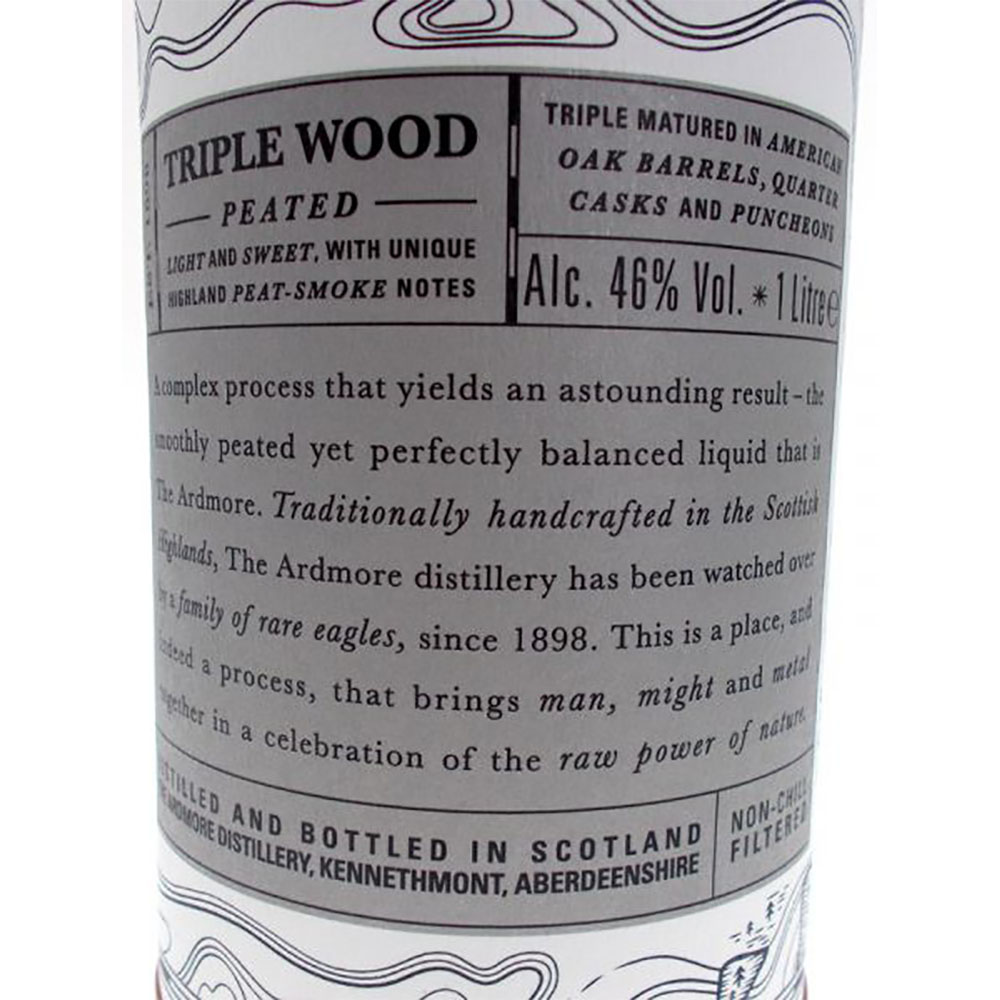 TRIPLE WOOD
PEATED
LIGHT AND SWEET, WITH UNIQUE
HIGHLAND PEAT-SMOKE NOTES
TRIPLE MATURED IN AMERICAN
OAK BARRELS, QUARTER
CASKS AND PUNCHEONS
Alc. 46% Vol. * 1 Litre e
A complex process that yields an astounding result – the
smoothly peated yet perfectly balanced liquid that is
The Ardmore. Traditionally handcrafted in the Scottish
Highlands, The Ardmore distillery has been watched over
by a family of rare eagles, since 1898. This is a place, and
indeed a process, that brings man, might and metal
together in a celebration of the raw power of nature.
DISTILLED AND BOTTLED IN SCOTLAND
ARDMORE DISTILLERY, KENNETHMONT, ABERDEENSHIRE
NON-CHILL
FILTERED